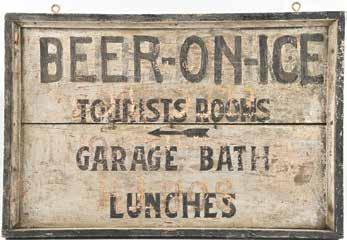 BEER-ON-ICE
TOURISTS ROOMS
GARAGE BATH
LUNCHES